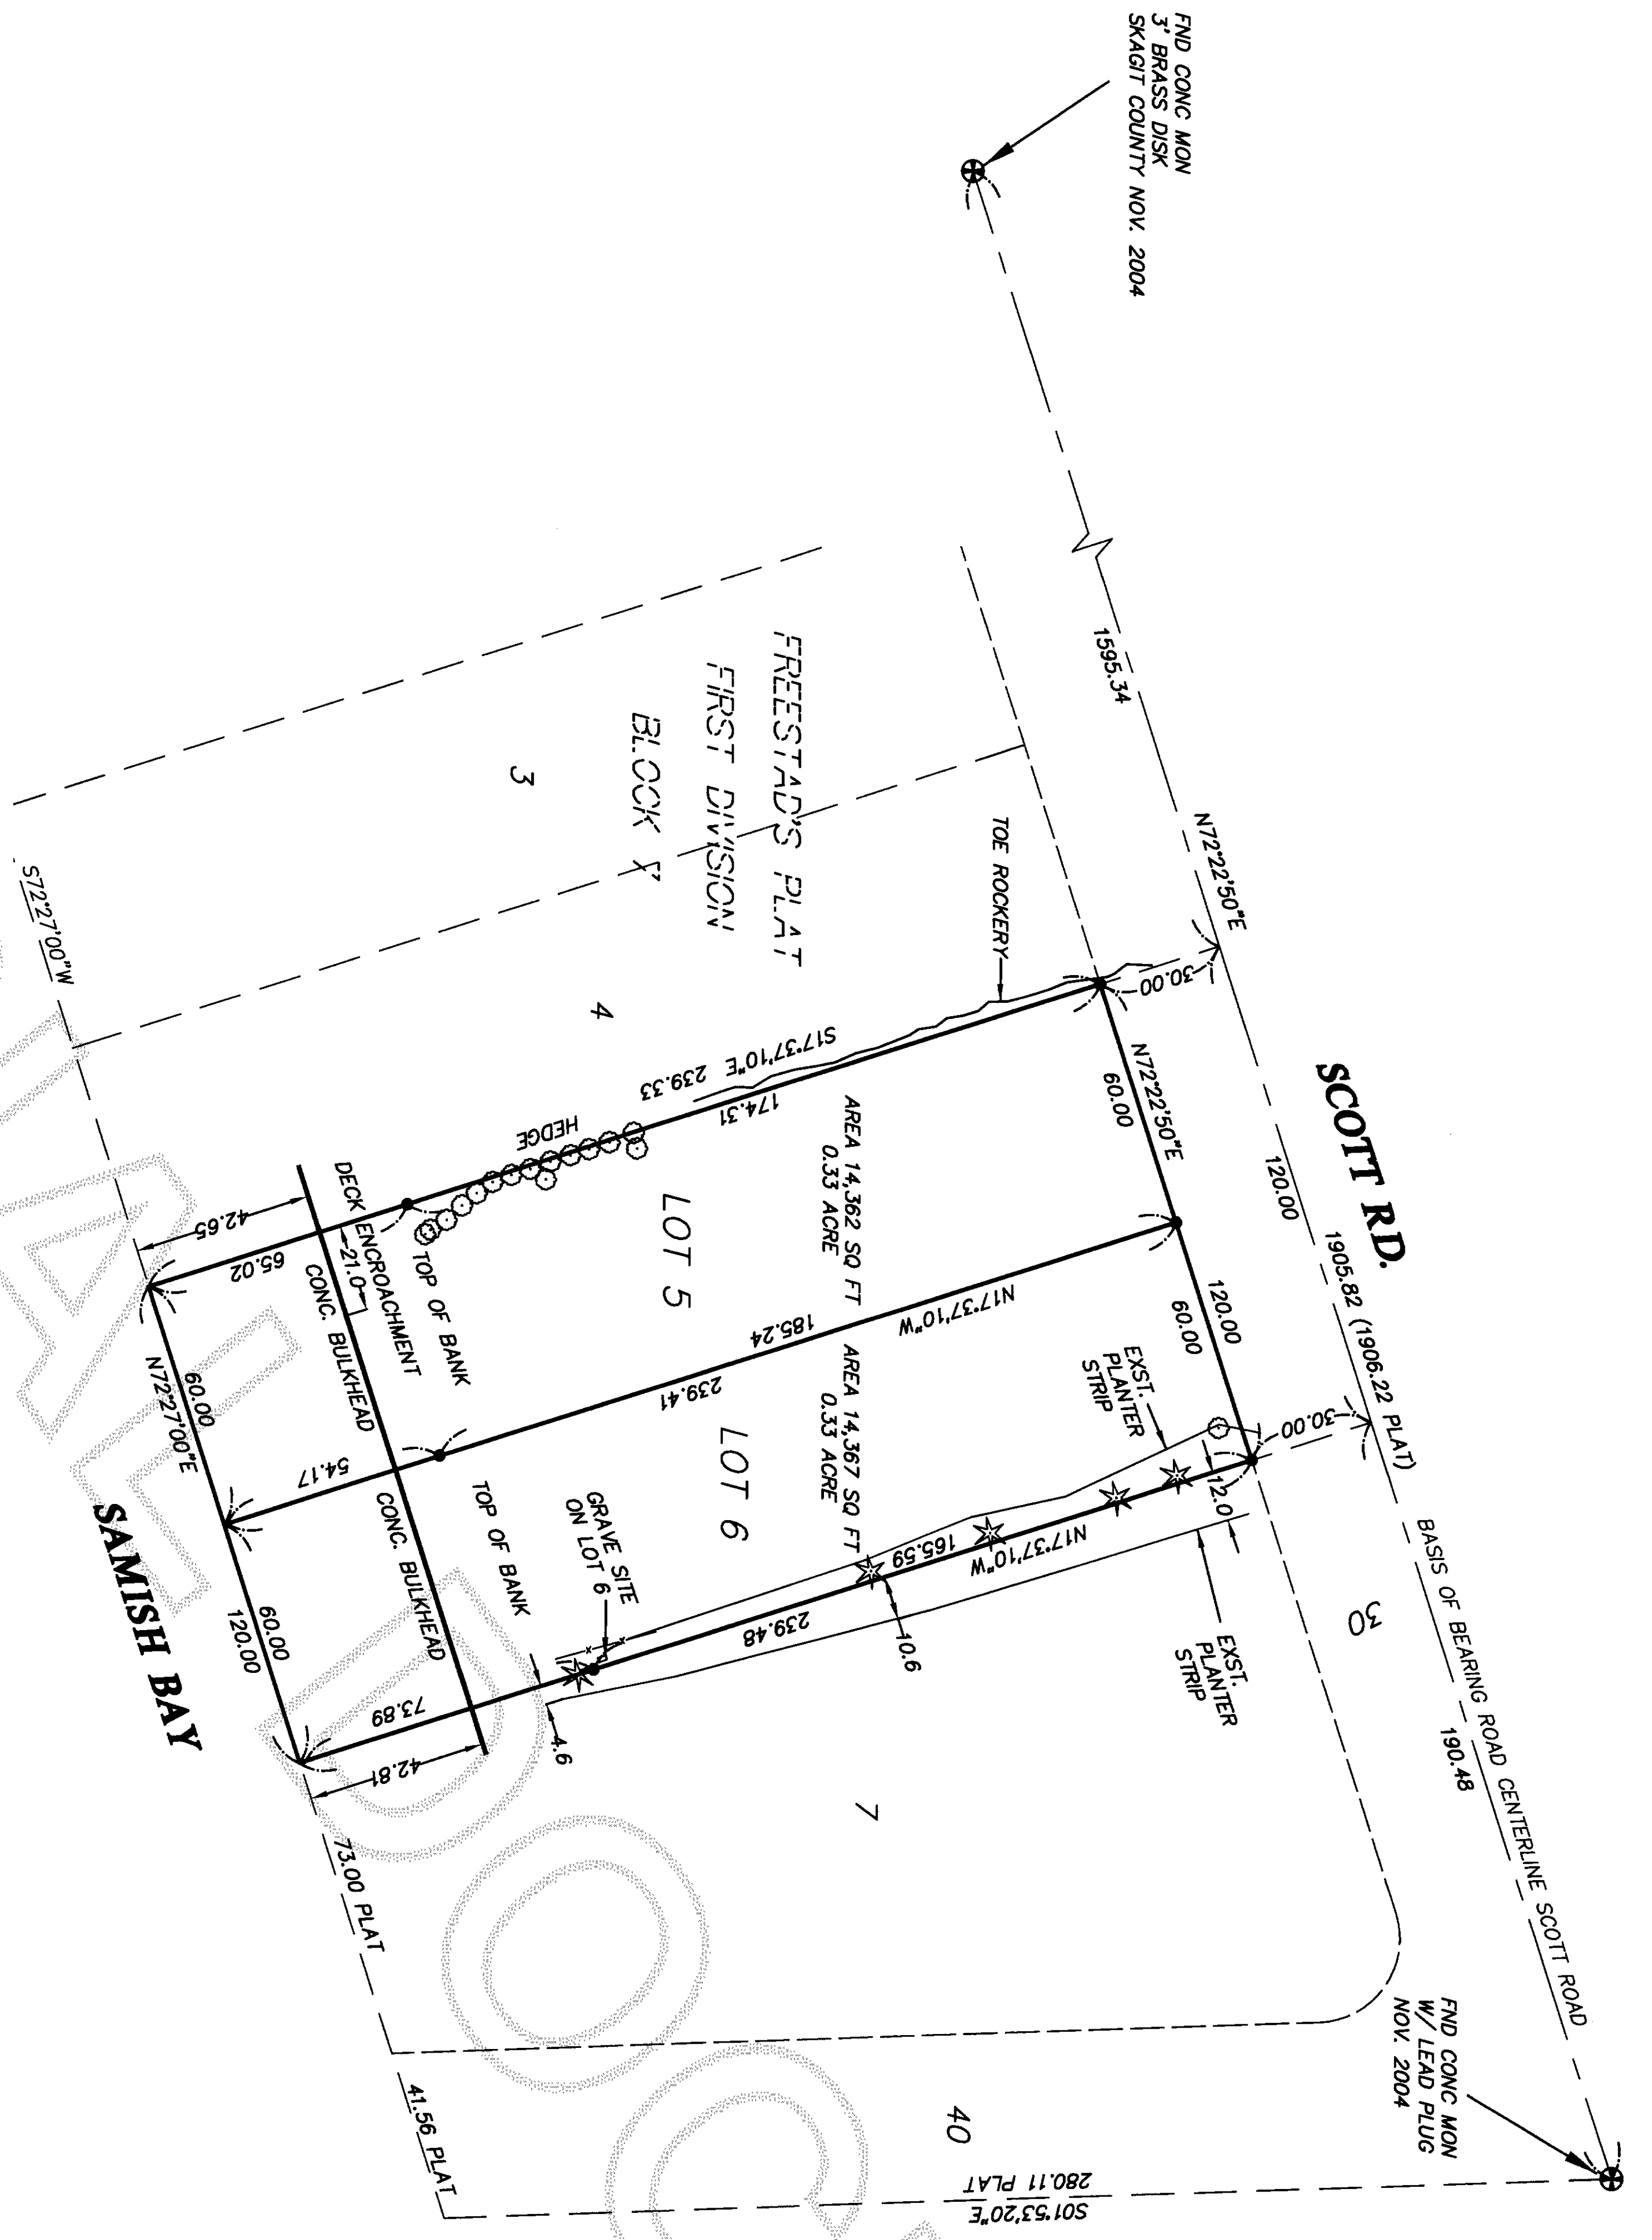 FND CONC MON
3" BRASS DISK
SKAGIT COUNTY NOV. 2004
1595.34
N72°22'50"E
SCOTT RD.
120.00
1905.82 (1906.22 PLAT)
BASIS OF BEARING ROAD CENTERLINE SCOTT ROAD
190.48
FND CONC MON
W/ LEAD PLUG
NOV. 2004
30.00
30.00
30
N72°22'50"E
60.00
120.00
60.00
TOE ROCKERY
FREESTAD'S PLAT
FIRST DIVISION
BLOCK
3
4
S17°37'10"E 239.33
174.31
HEDGE
AREA 14,362 SQ FT
0.33 ACRE
LOT 5
N17°37'10"W
185.24
239.41
AREA 14,367 SQ FT
0.33 ACRE
LOT 6
EXST.
PLANTER
STRIP
12.0
N17°37'10"W
165.59
239.48
10.6
EXST.
PLANTER
STRIP
GRAVE SITE
ON LOT 6
TOP OF BANK
4.6
7
DECK ENCROACHMENT
21.0
TOP OF BANK
CONC. BULKHEAD
CONC. BULKHEAD
42.65
65.02
54.17
73.89
42.81
60.00
N72°27'00"E
60.00
120.00
S72°27'00"W
SAMISH BAY
73.00 PLAT
41.56 PLAT
40
S01°53'20"E
280.11 PLAT